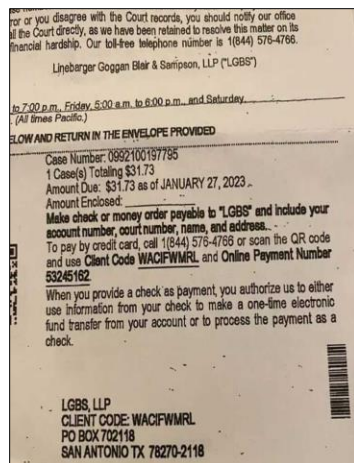 ror or you disagree with the Court records, you should notify our office
all the Court directly, as we have been retained to resolve this matter on its
financial hardship. Our toll-free telephone number is 1(844) 576-4766.
Linebarger Goggan Blair & Sampson, LLP ("LGBS")
to 7:00 p.m., Friday, 5:00 a.m. to 6:00 p.m., and Saturday
. (All times Pacific.)
ELOW AND RETURN IN THE ENVELOPE PROVIDED
Case Number: 0992100197795
1 Case(s) Totaling $31.73
Amount Due: $31.73 as of JANUARY 27, 2023
Amount Enclosed:
Make check or money order payable to "LGBS" and include your
account number, court number, name, and address.
To pay by credit card, call 1(844) 576-4766 or scan the QR code
and use Client Code WACIFWMRL and Online Payment Number
53245162.
When you provide a check as payment, you authorize us to either
use information from your check to make a one-time electronic
fund transfer from your account or to process the payment as a
check.
LGBS, LLP
CLIENT CODE: WACIFWMRL
PO BOX 702118
SAN ANTONIO TX 78270-2118